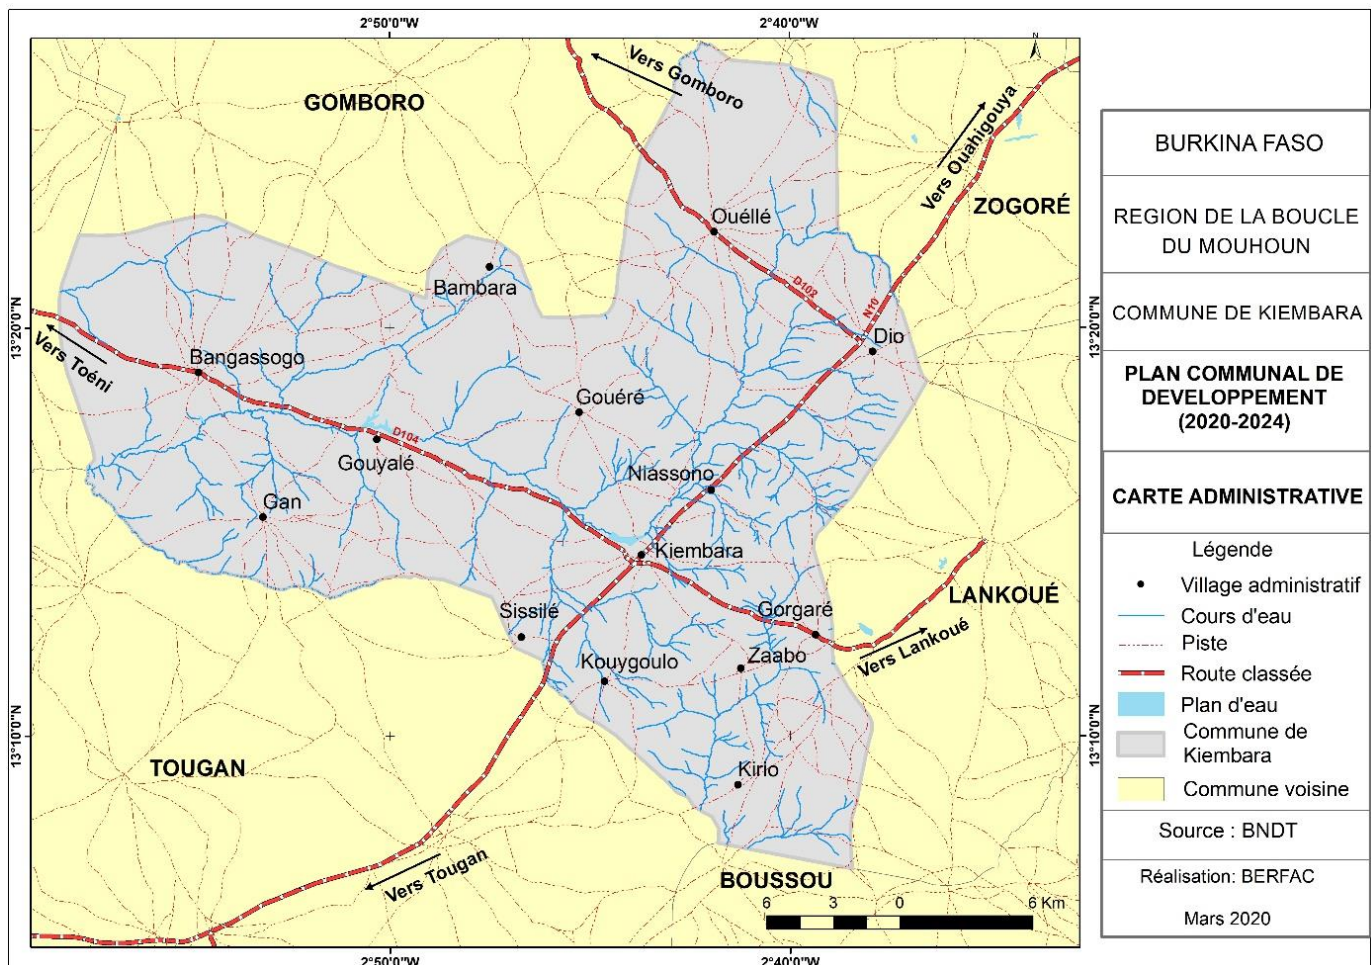 2°50'0"W
2°40'0"W
N
Vers Gomboro
GOMBORO
Vers Ouahigouya
ZOGORÉ
Ouéllé
Bambara
D102
N10
13°20'0"N
13°20'0"N
Dio
Vers Toéni
Bangassogo
Gouéré
D104
Gouyalé
Niassono
Gan
Kiembara
LANKOUÉ
Sissilé
Gorgaré
Vers Lankoué
Zaabo
Kouygoulo
13°10'0"N
13°10'0"N
TOUGAN
Kirio
Vers Tougan
BOUSSOU
6 3 0 6 Km
2°50'0"W
2°40'0"W
BURKINA FASO
REGION DE LA BOUCLE
DU MOUHOUN
COMMUNE DE KIEMBARA
PLAN COMMUNAL DE
DEVELOPPEMENT
(2020-2024)
CARTE ADMINISTRATIVE
Légende
Village administratif
Cours d'eau
Piste
Route classée
Plan d'eau
Commune de
Kiembara
Commune voisine
Source : BNDT
Réalisation: BERFAC
Mars 2020